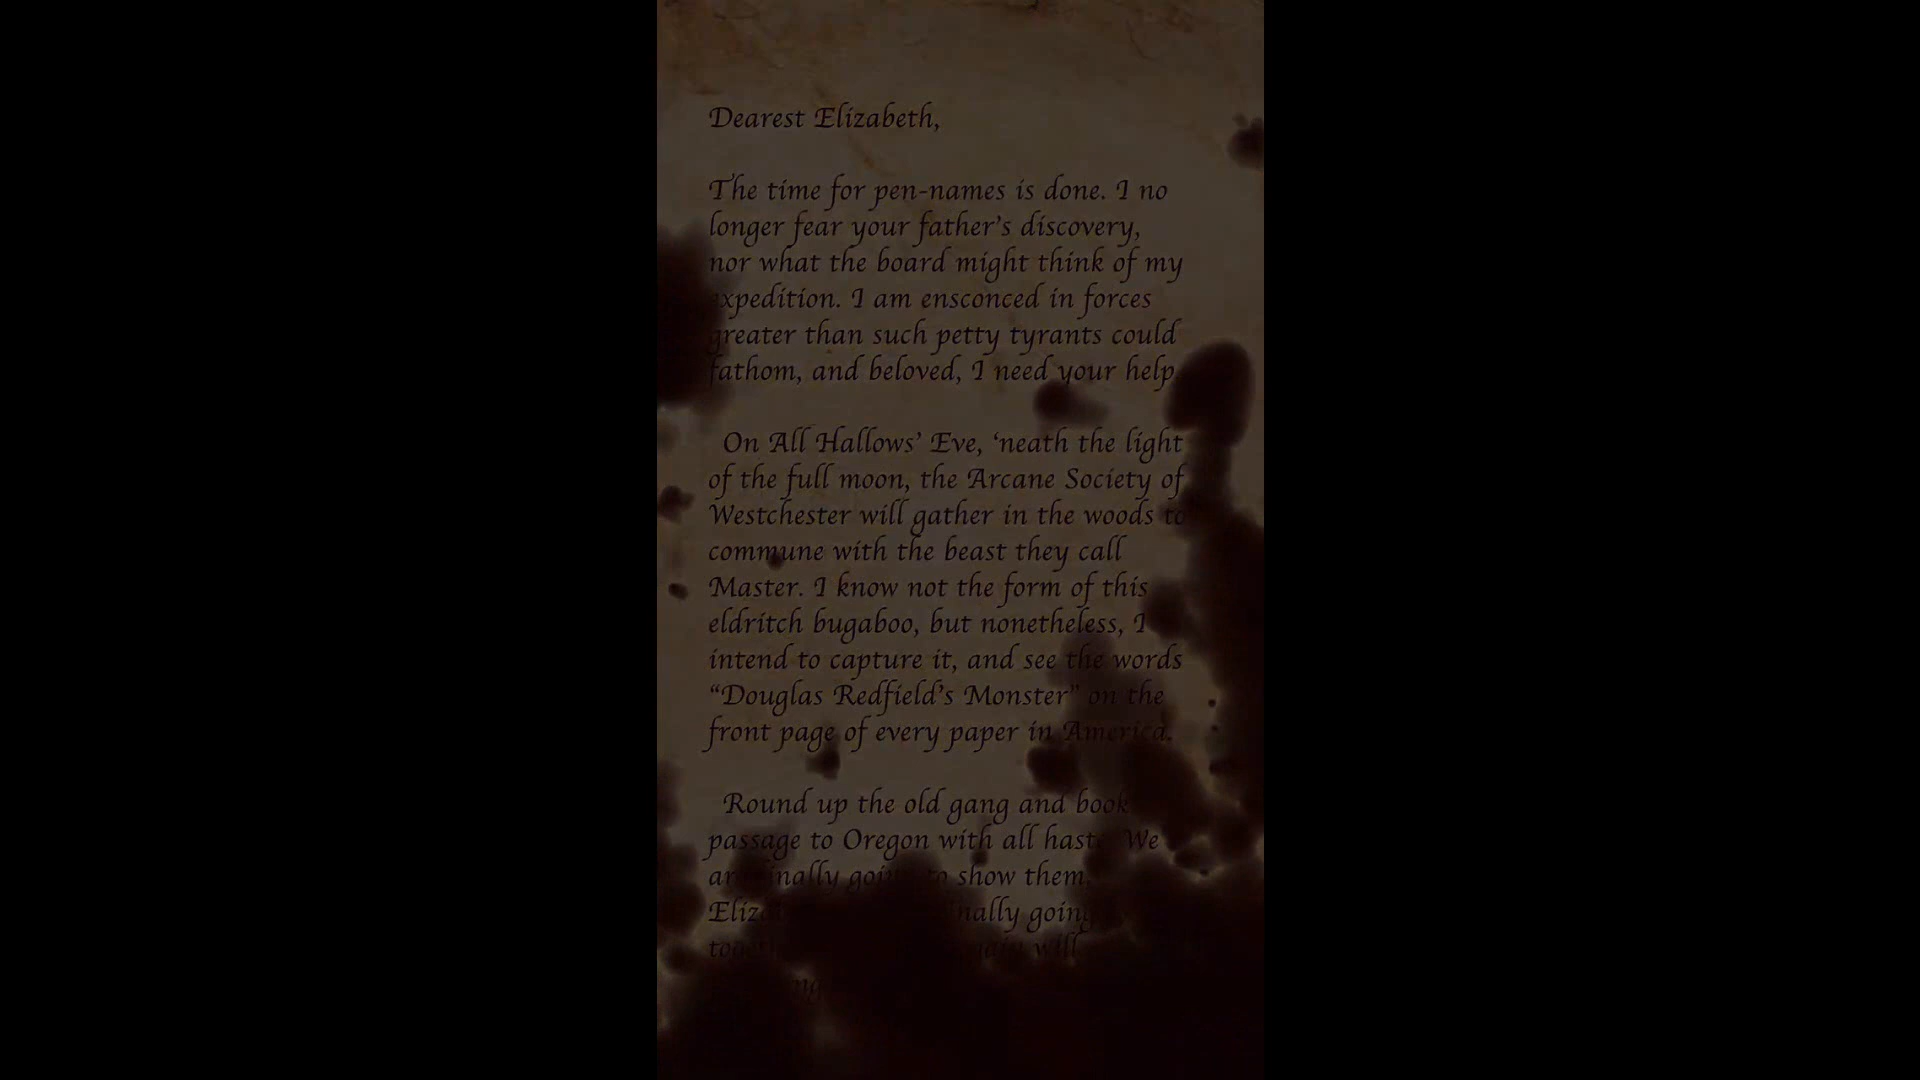 Dearest Elizabeth,
The time for pen-names is done. I no
longer fear your father's discovery,
nor what the board might think of my
expedition. I am ensconced in forces
greater than such petty tyrants could
fathom, and beloved, I need your help
On All Hallows' Eve, ‘neath the light
of the full moon, the Arcane Society of
Westchester will gather in the woods to
commune with the beast they call
Master. I know not the form of this
eldritch bugaboo, but nonetheless, I
intend to capture it, and see the words
“Douglas Redfield's Monster” on the
front page of every paper in America.
Round up the old gang and book
passage to Oregon with all haste. We
finally going to show them.
going
will